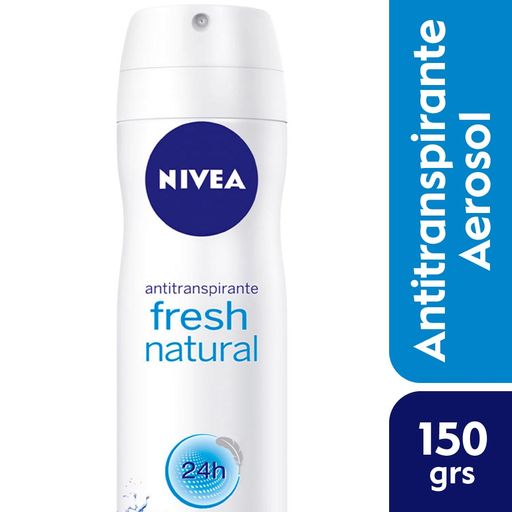 NIVEA
antitranspirante
fresh
natural
24h
Antitranspirante
Aerosol
150
grs